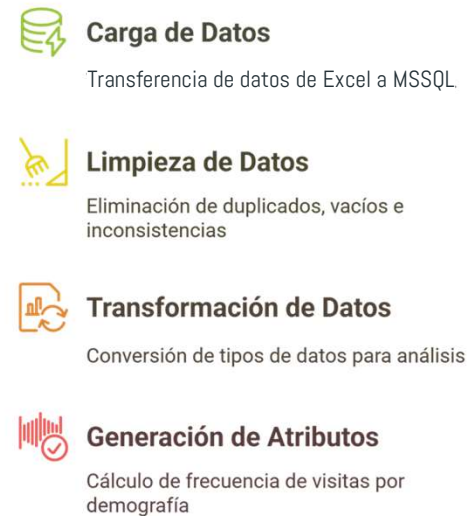 Carga de Datos
Transferencia de datos de Excel a MSSQL.
Limpieza de Datos
Eliminación de duplicados, vacíos e
inconsistencias
Transformación de Datos
Conversión de tipos de datos para análisis
Generación de Atributos
Cálculo de frecuencia de visitas por
demografía